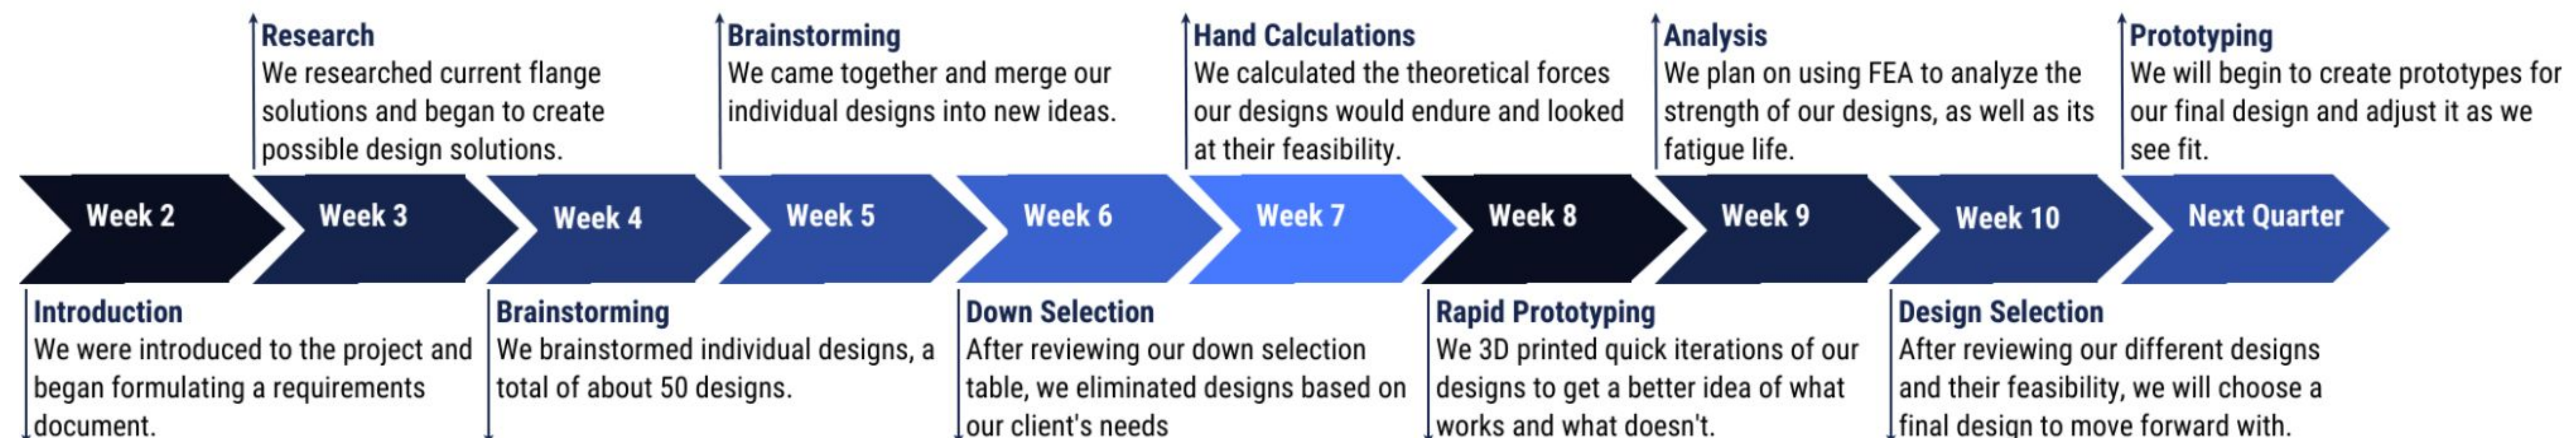 Research
We researched current flange
solutions and began to create
possible design solutions.
Brainstorming
We came together and merge our
individual designs into new ideas.
Hand Calculations
We calculated the theoretical forces
our designs would endure and looked
at their feasibility.
Analysis
We plan on using FEA to analyze the
strength of our designs, as well as its
fatigue life.
Prototyping
We will begin to create prototypes for
our final design and adjust it as we
see fit.
Week 2
Week 3
Week 4
Week 5
Week 6
Week 7
Week 8
Week 9
Week 10
Next Quarter
Introduction
We were introduced to the project and
began formulating a requirements
document.
Brainstorming
We brainstormed individual designs, a
total of about 50 designs.
Down Selection
After reviewing our down selection
table, we eliminated designs based on
our client's needs
Rapid Prototyping
We 3D printed quick iterations of our
designs to get a better idea of what
works and what doesn't.
Design Selection
After reviewing our different designs
and their feasibility, we will choose a
final design to move forward with.